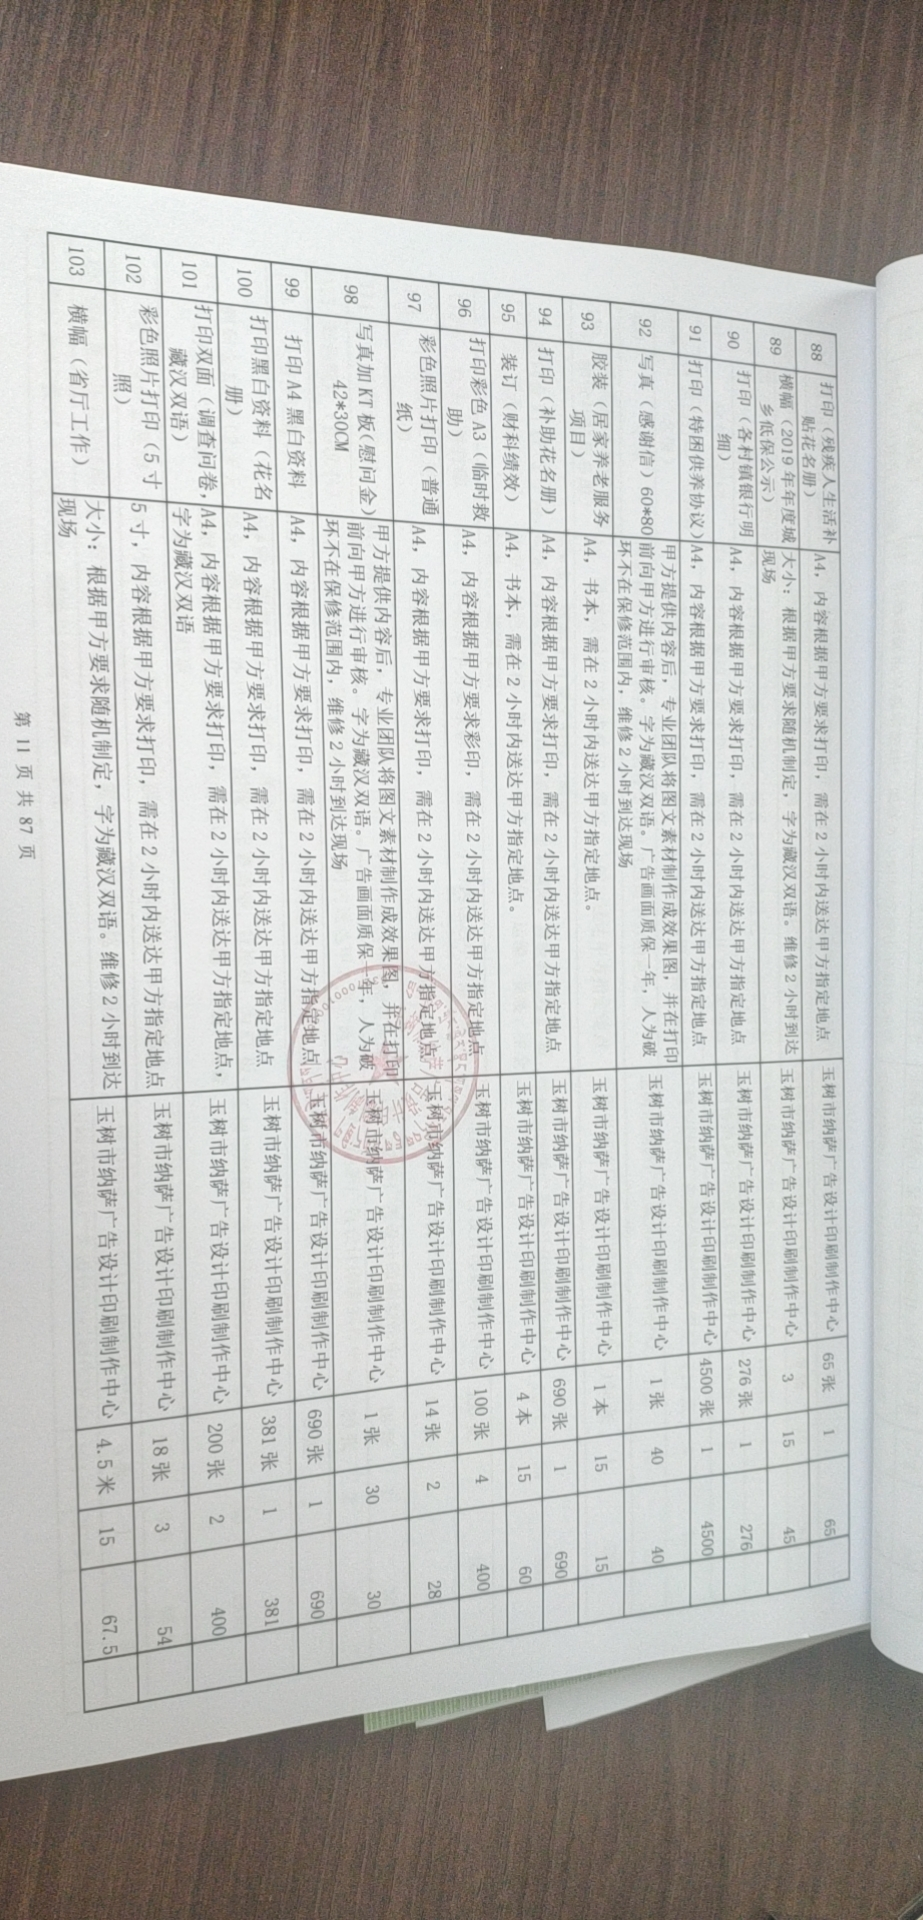 88 打印（残疾人生活补 A4，内容根据甲方要求打印，需在2小时内送达甲方指定地点 玉树市纳萨广告设计印刷制作中心 65张 1 65
贴花名册）
89 横幅（2019年年度城 大小：根据甲方要求随机制定，字为藏汉双语。维修2小时到达 玉树市纳萨广告设计印刷制作中心 3 15 45
乡低保公示） 现场
90 打印（各村镇银行明 A4，内容根据甲方要求打印，需在2小时内送达甲方指定地点 玉树市纳萨广告设计印刷制作中心 276张 1 276
细）
91 打印（特困供养协议） A4，内容根据甲方要求打印，需在2小时内送达甲方指定地点 玉树市纳萨广告设计印刷制作中心 4500张 1 4500
甲方提供内容后，专业团队将图文素材制作成效果图，并在打印
92 写真（感谢信）60*80 前向甲方进行审核。字为藏汉双语。广告画面质保一年，人为破 玉树市纳萨广告设计印刷制作中心 1张 40 40
环不在保修范围内，维修2小时到达现场
93 胶装（居家养老服务 A4，书本，需在2小时内送达甲方指定地点。 玉树市纳萨广告设计印刷制作中心 1本 15 15
项目）
94 打印（补助花名册） A4，内容根据甲方要求打印，需在2小时内送达甲方指定地点 玉树市纳萨广告设计印刷制作中心 690张 1 690
95 装订（财科绩效） A4，书本，需在2小时内送达甲方指定地点。 玉树市纳萨广告设计印刷制作中心 4本 15 60
96 打印彩色A3（临时救 A4，内容根据甲方要求彩印，需在2小时内送达甲方指定地点 玉树市纳萨广告设计印刷制作中心 100张 4 400
助）
97 彩色照片打印（普通 A4，内容根据甲方要求打印，需在2小时内送达甲方指定地点 玉树市纳萨广告设计印刷制作中心 14张 2 28
纸）
甲方提供内容后，专业团队将图文素材制作成效果图，并在打印
98 写真加KT板(慰问金) 前向甲方进行审核。字为藏汉双语。广告画面质保一年，人为破 玉树市纳萨广告设计印刷制作中心 1张 30 30
42*30CM 环不在保修范围内，维修2小时到达现场
99 打印A4黑白资料 A4，内容根据甲方要求打印，需在2小时内送达甲方指定地点 玉树市纳萨广告设计印刷制作中心 690张 1 690
100 打印黑白资料（花名 A4，内容根据甲方要求打印，需在2小时内送达甲方指定地点 玉树市纳萨广告设计印刷制作中心 381张 1 381
册）
101 打印双面（调查问卷， A4，内容根据甲方要求打印，需在2小时内送达甲方指定地点， 玉树市纳萨广告设计印刷制作中心 200张 2 400
藏汉双语） 字为藏汉双语
102 彩色照片打印（5寸 5寸，内容根据甲方要求打印，需在2小时内送达甲方指定地点 玉树市纳萨广告设计印刷制作中心 18张 3 54
照）
103 横幅（省厅工作） 大小：根据甲方要求随机制定，字为藏汉双语。维修2小时到达 玉树市纳萨广告设计印刷制作中心 4.5米 15 67.5
现场
第 11 页 共 87 页